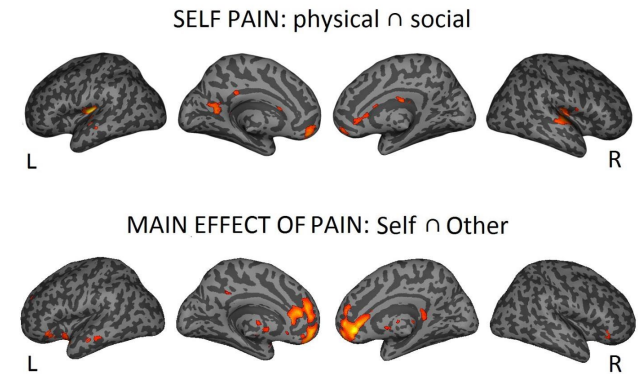 SELF PAIN: physical ∩ social
L
R
MAIN EFFECT OF PAIN: Self ∩ Other
L
R